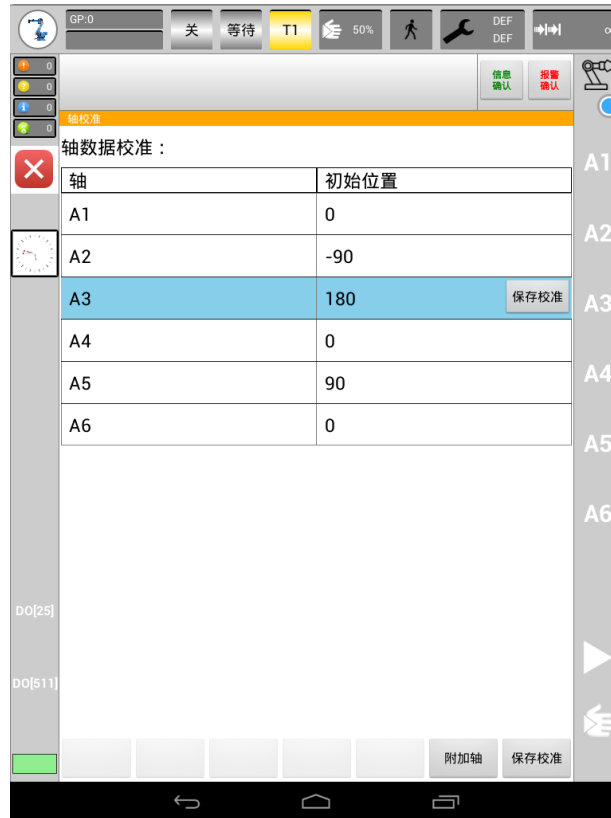 GP:0
关 等待 T1 50% DEF
DEF
0
0
0
0
信息
确认
报警
确认
轴校准
轴数据校准：
轴 初始位置
A1 0
A2 -90
A3 180 保存校准
A4 0
A5 90
A6 0
A1
A2
A3
A4
A5
A6
DO[25]
DO[511]
附加轴 保存校准